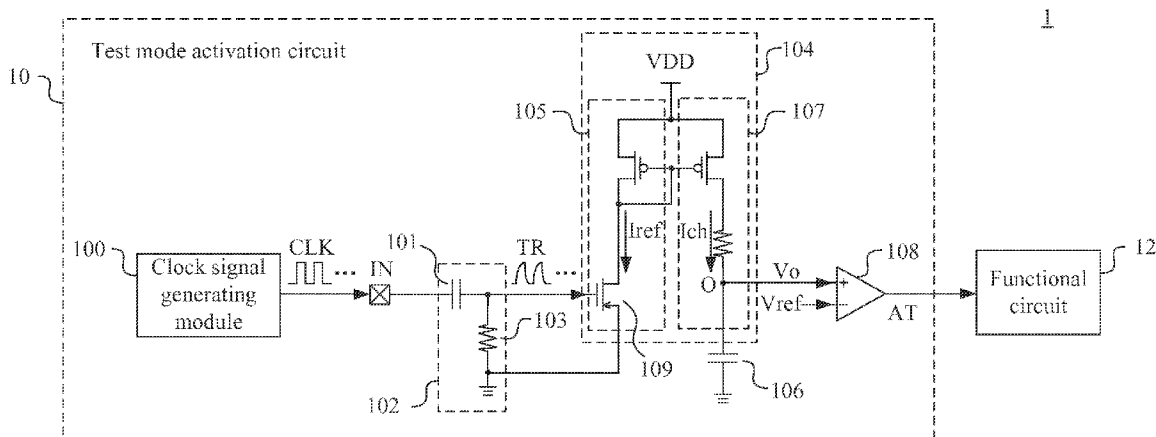 1
Test mode activation circuit
10
104
VDD
105
107
100
CLK
...
IN
101
TR
...
Iref
Ich
12
Clock signal
generating
module
103
O
Vo
Vref
+
-
108
AT
Functional
circuit
109
106
102